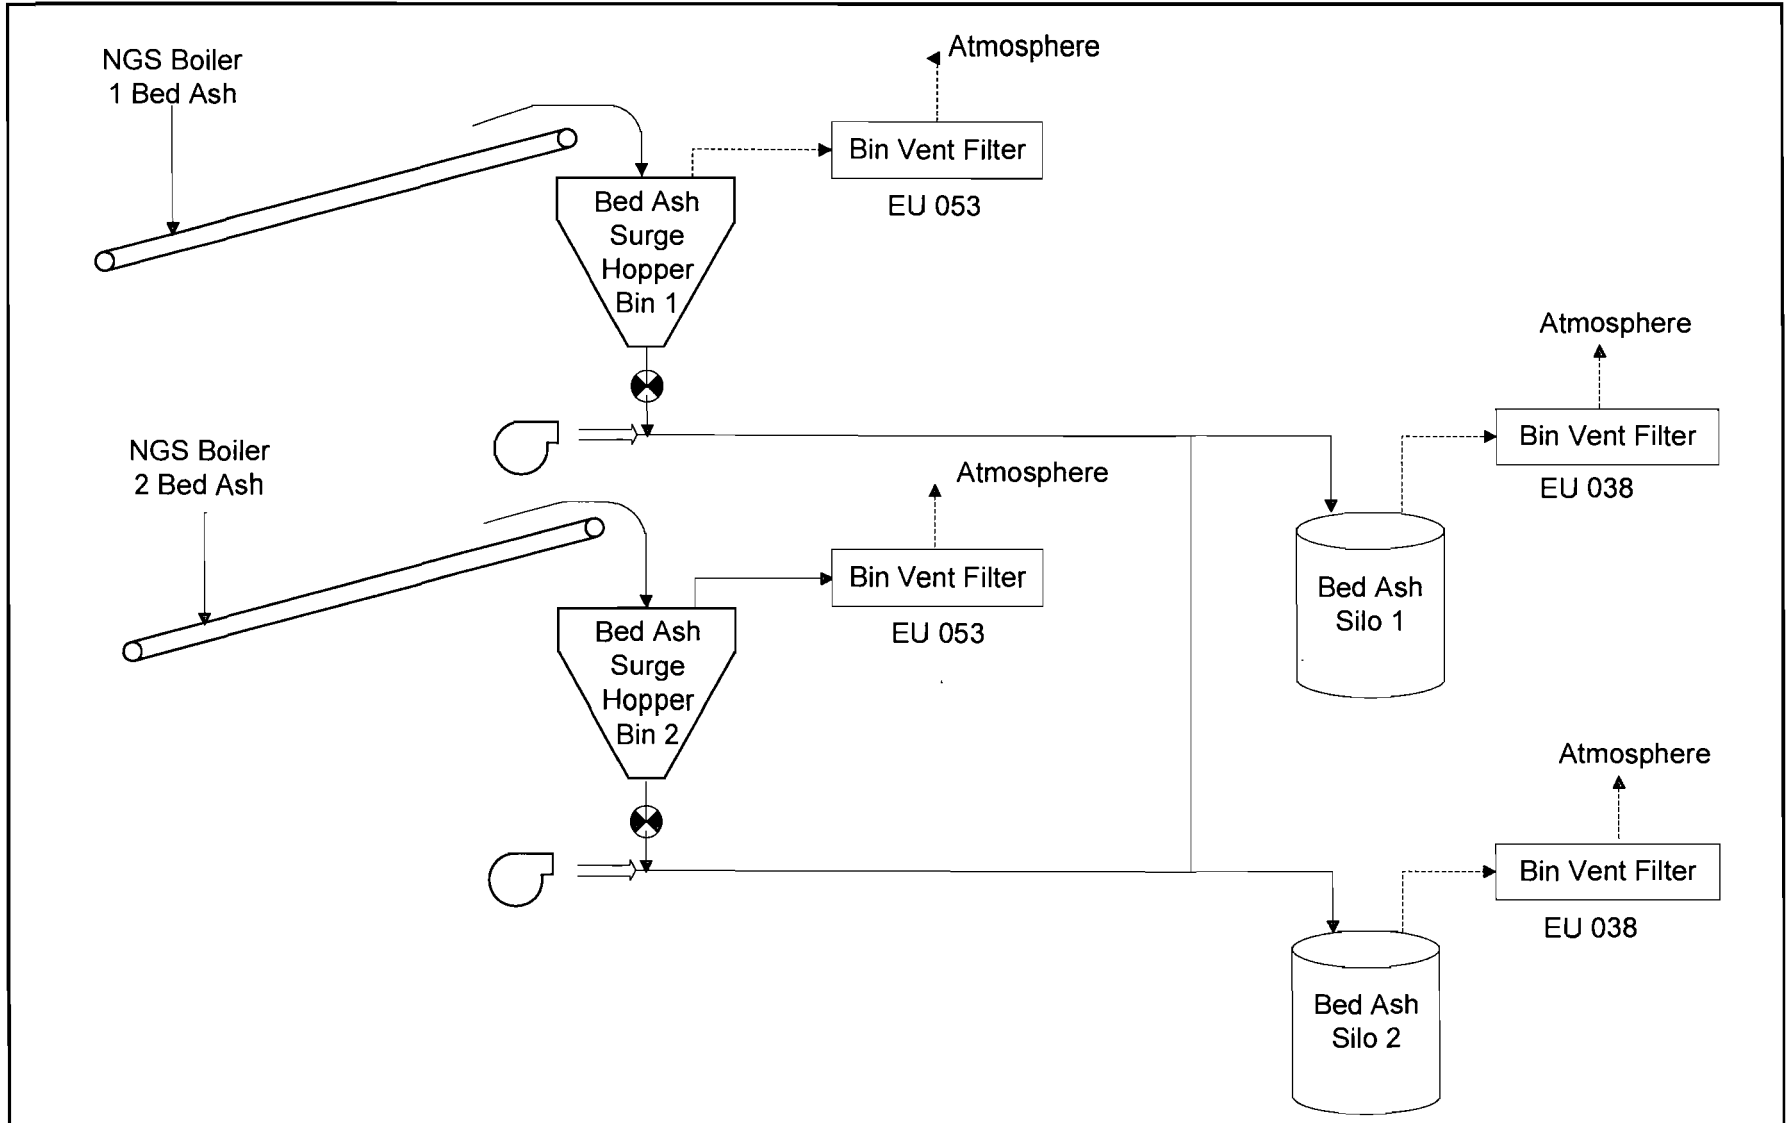 NGS Boiler
1 Bed Ash
Atmosphere
Bin Vent Filter
EU 053
Bed Ash
Surge
Hopper
Bin 1
Atmosphere
Bin Vent Filter
EU 038
NGS Boiler
2 Bed Ash
Atmosphere
Bin Vent Filter
EU 053
Bed Ash
Silo 1
Bed Ash
Surge
Hopper
Bin 2
Atmosphere
Bin Vent Filter
EU 038
Bed Ash
Silo 2